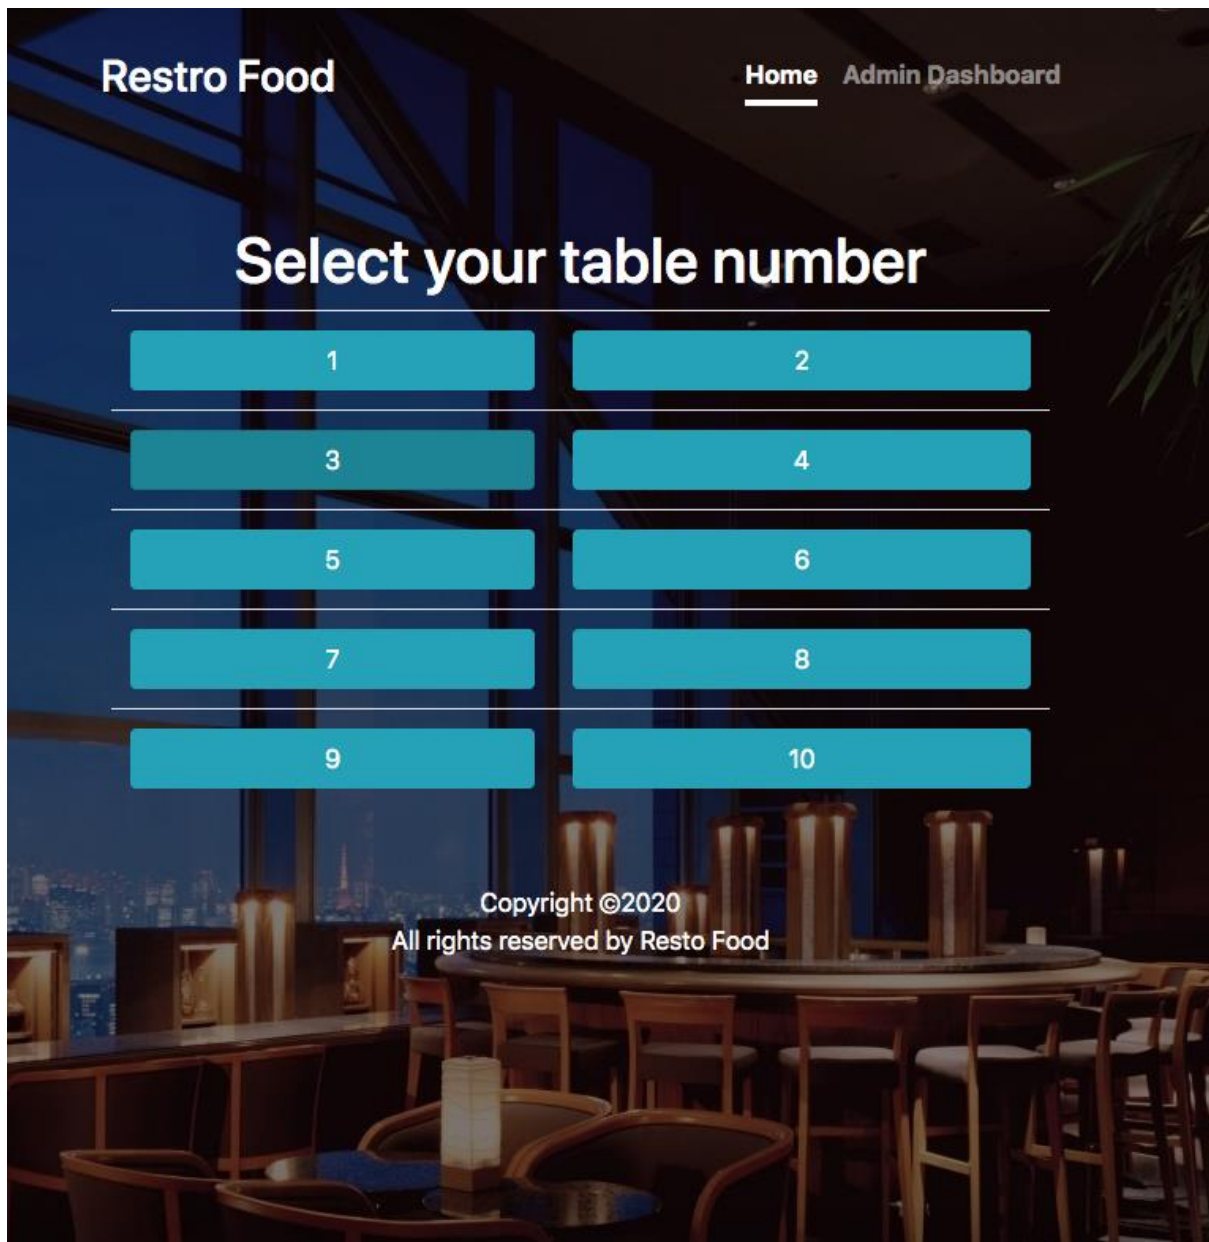 Restro Food
Home Admin Dashboard
Select your table number
1 2
3 4
5 6
7 8
9 10
Copyright ©2020
All rights reserved by Resto Food